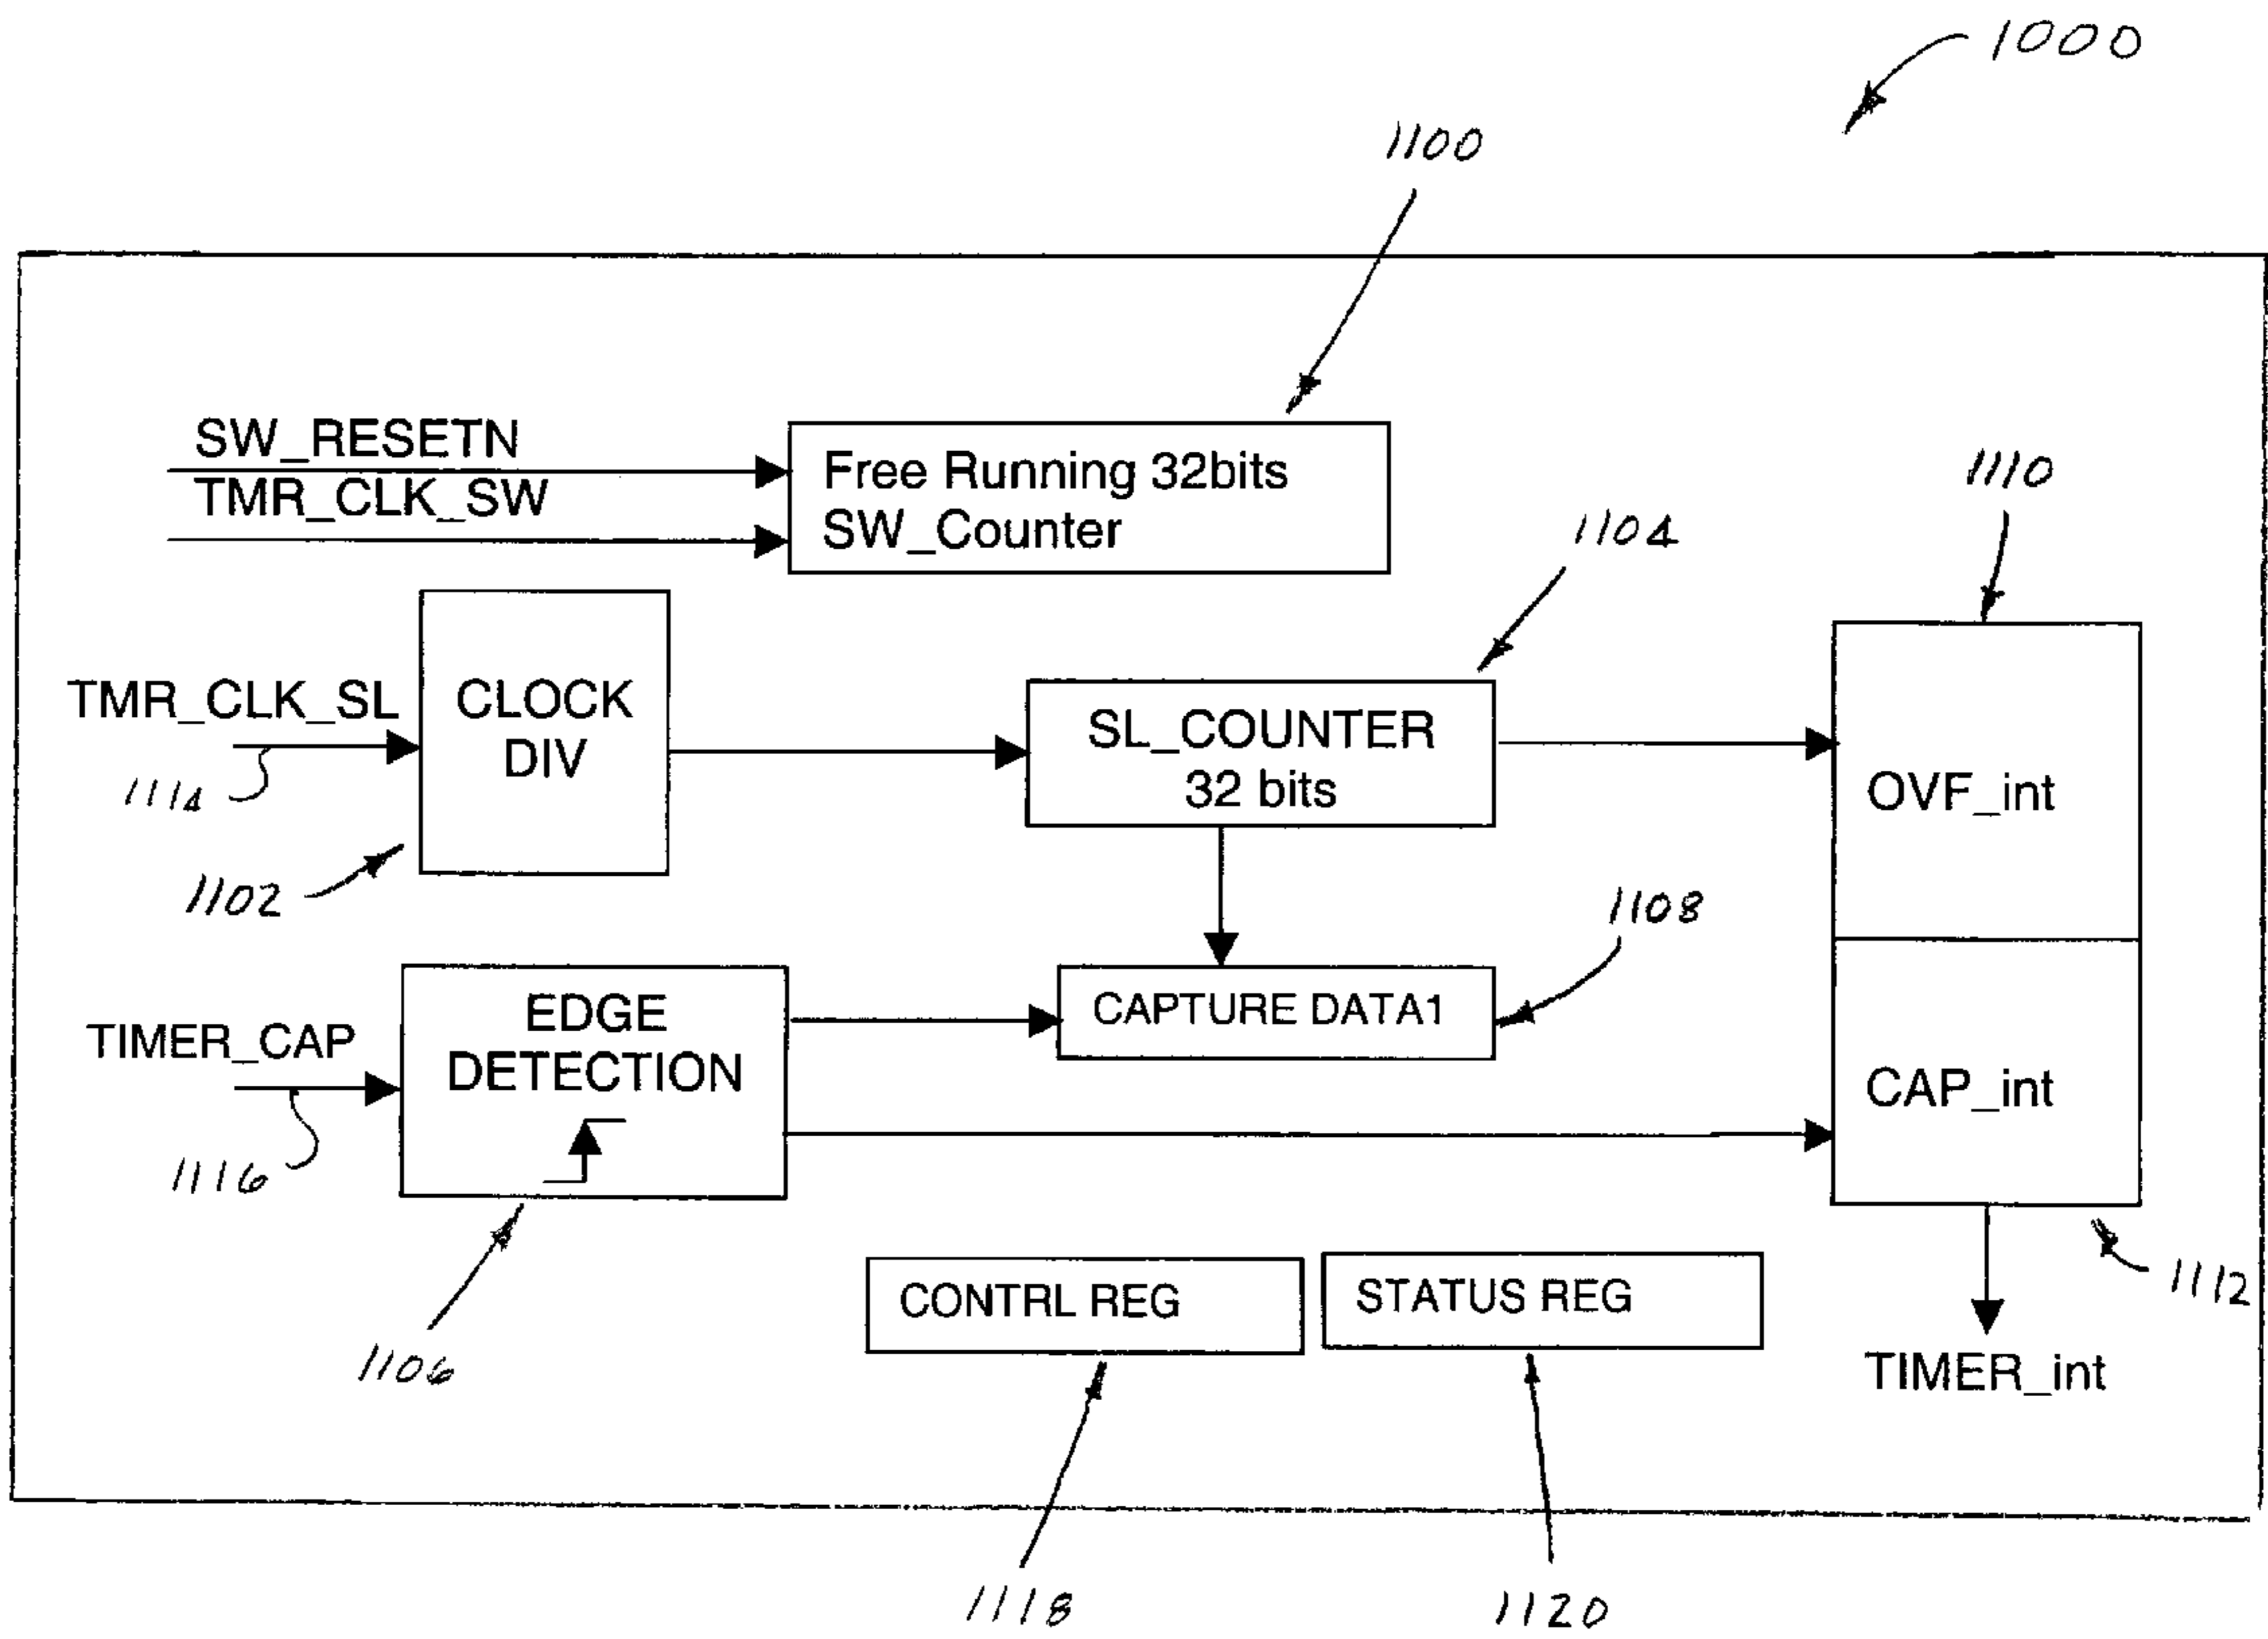 1000
1100
SW_RESETN
TMR_CLK_SW
Free Running 32bits
SW_Counter
1110
1104
TMR_CLK_SL
1114
CLOCK
DIV
1102
SL_COUNTER
32 bits
OVF_int
1108
TIMER_CAP
1116
EDGE
DETECTION
1106
CAPTURE DATA1
CAP_int
CONTRL REG
STATUS REG
1112
TIMER_int
1118
1120